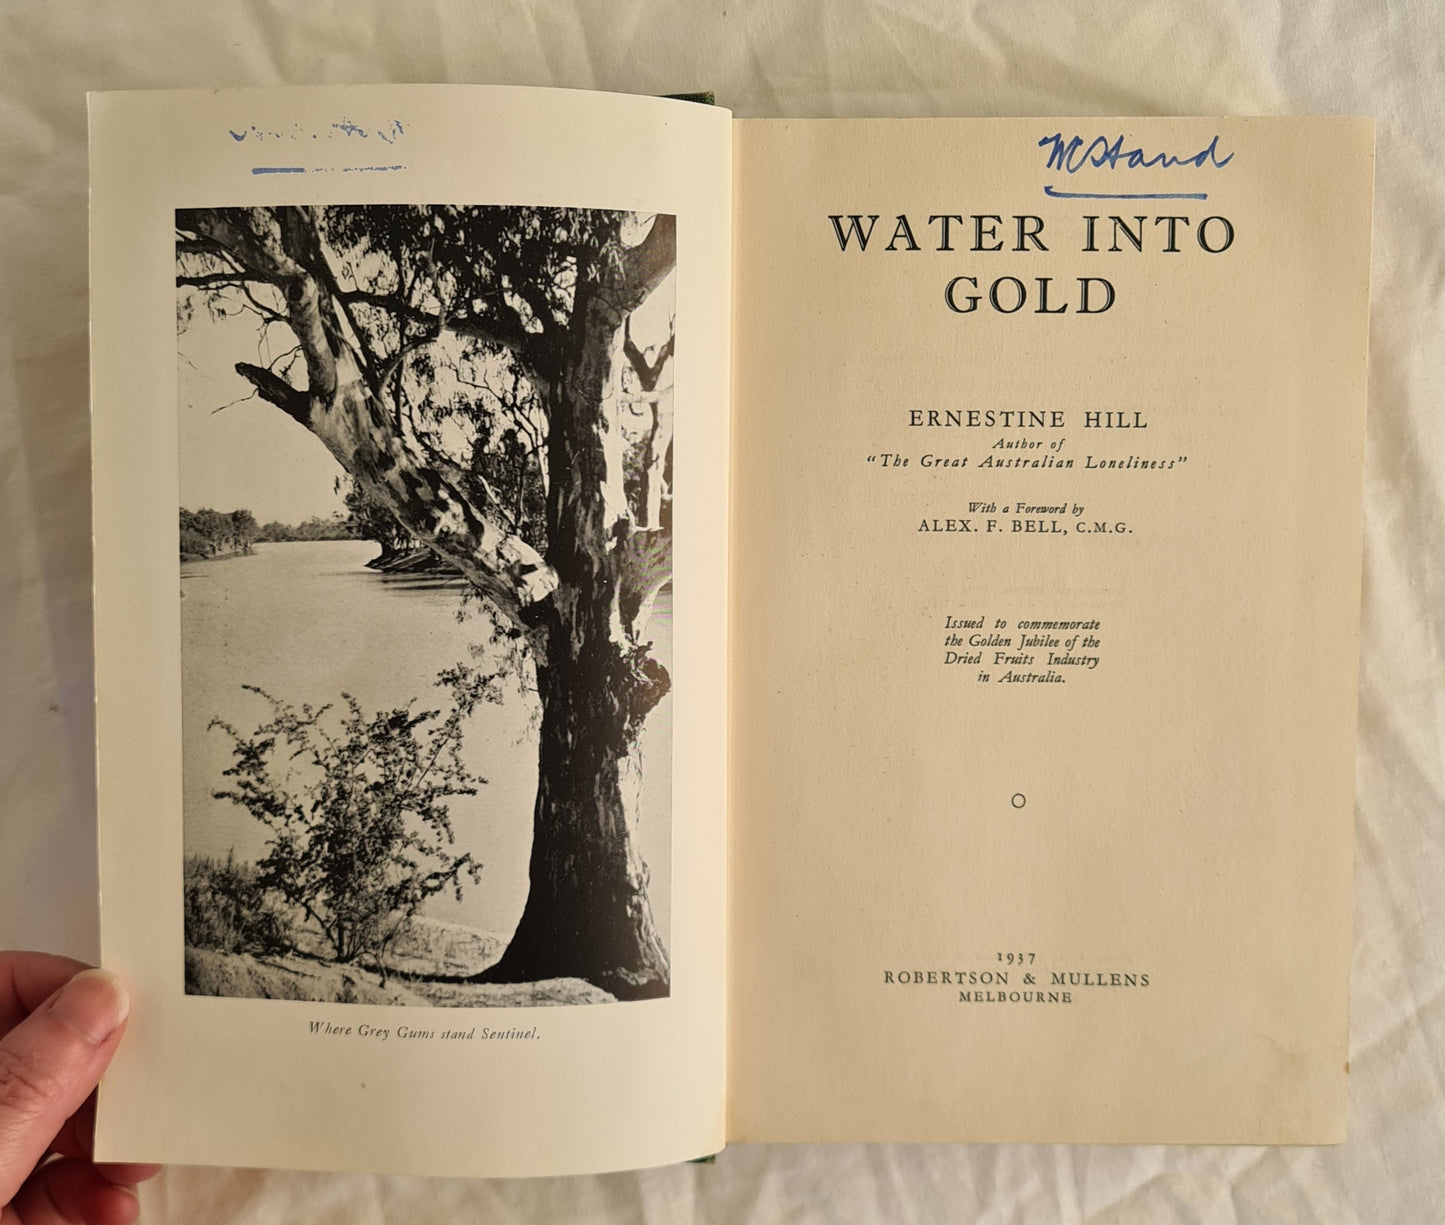 Where Grey Gums stand Sentinel.
WATER INTO
GOLD
ERNESTINE HILL
Author of
“The Great Australian Loneliness”
With a Foreword by
ALEX. F. BELL, C.M.G.
Issued to commemorate
the Golden Jubilee of the
Dried Fruits Industry
in Australia.
1937
ROBERTSON & MULLENS
MELBOURNE